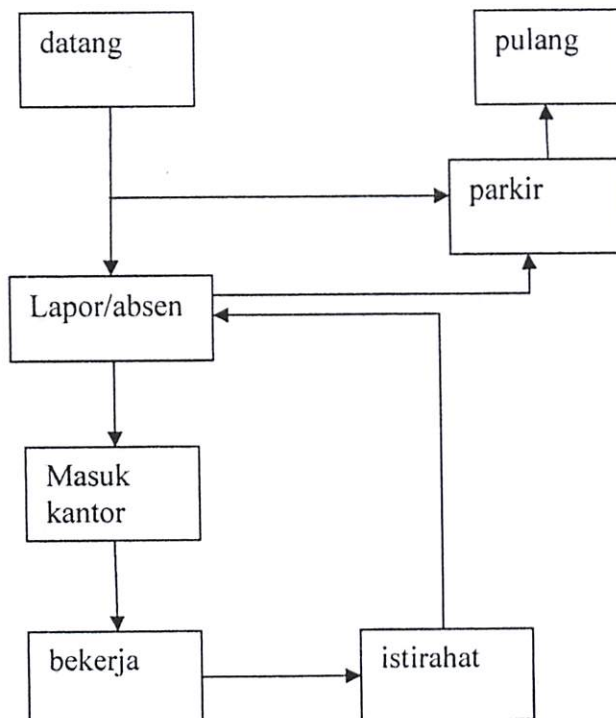 datang
pulang
parkir
Lapor/absen
Masuk
kantor
bekerja
istirahat